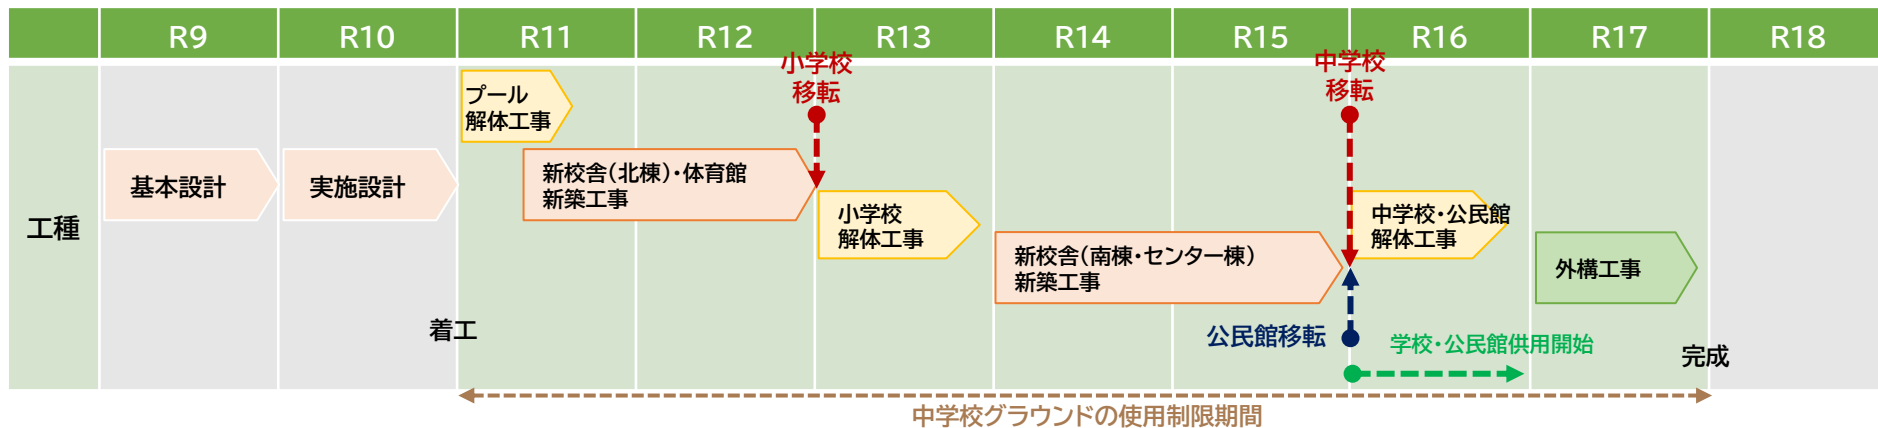 R9 R10 R11 R12 R13 R14 R15 R16 R17 R18
工種
基本設計
実施設計
プール
解体工事
新校舎（北棟）・体育館
新築工事
小学校
移転
小学校
解体工事
新校舎（南棟・センター棟）
新築工事
中学校
移転
中学校・公民館
解体工事
外構工事
着工
公民館移転
学校・公民館供用開始
完成
中学校グラウンドの使用制限期間